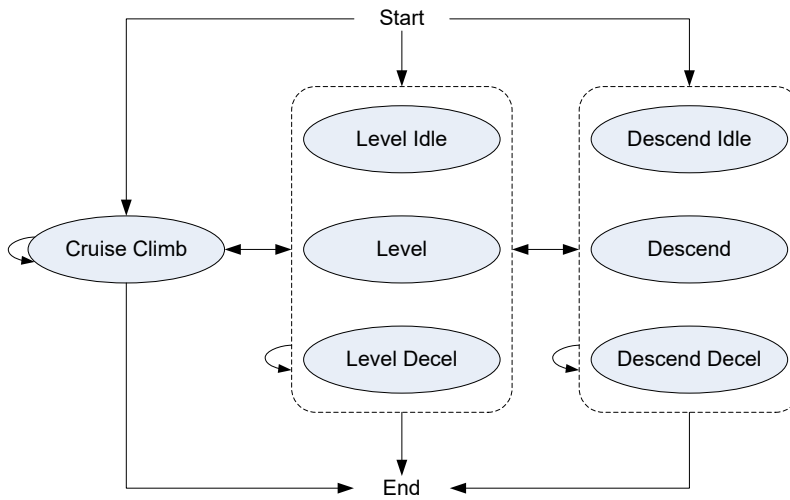 Start
Level Idle
Descend Idle
Cruise Climb
Level
Descend
Level Decel
Descend Decel
End